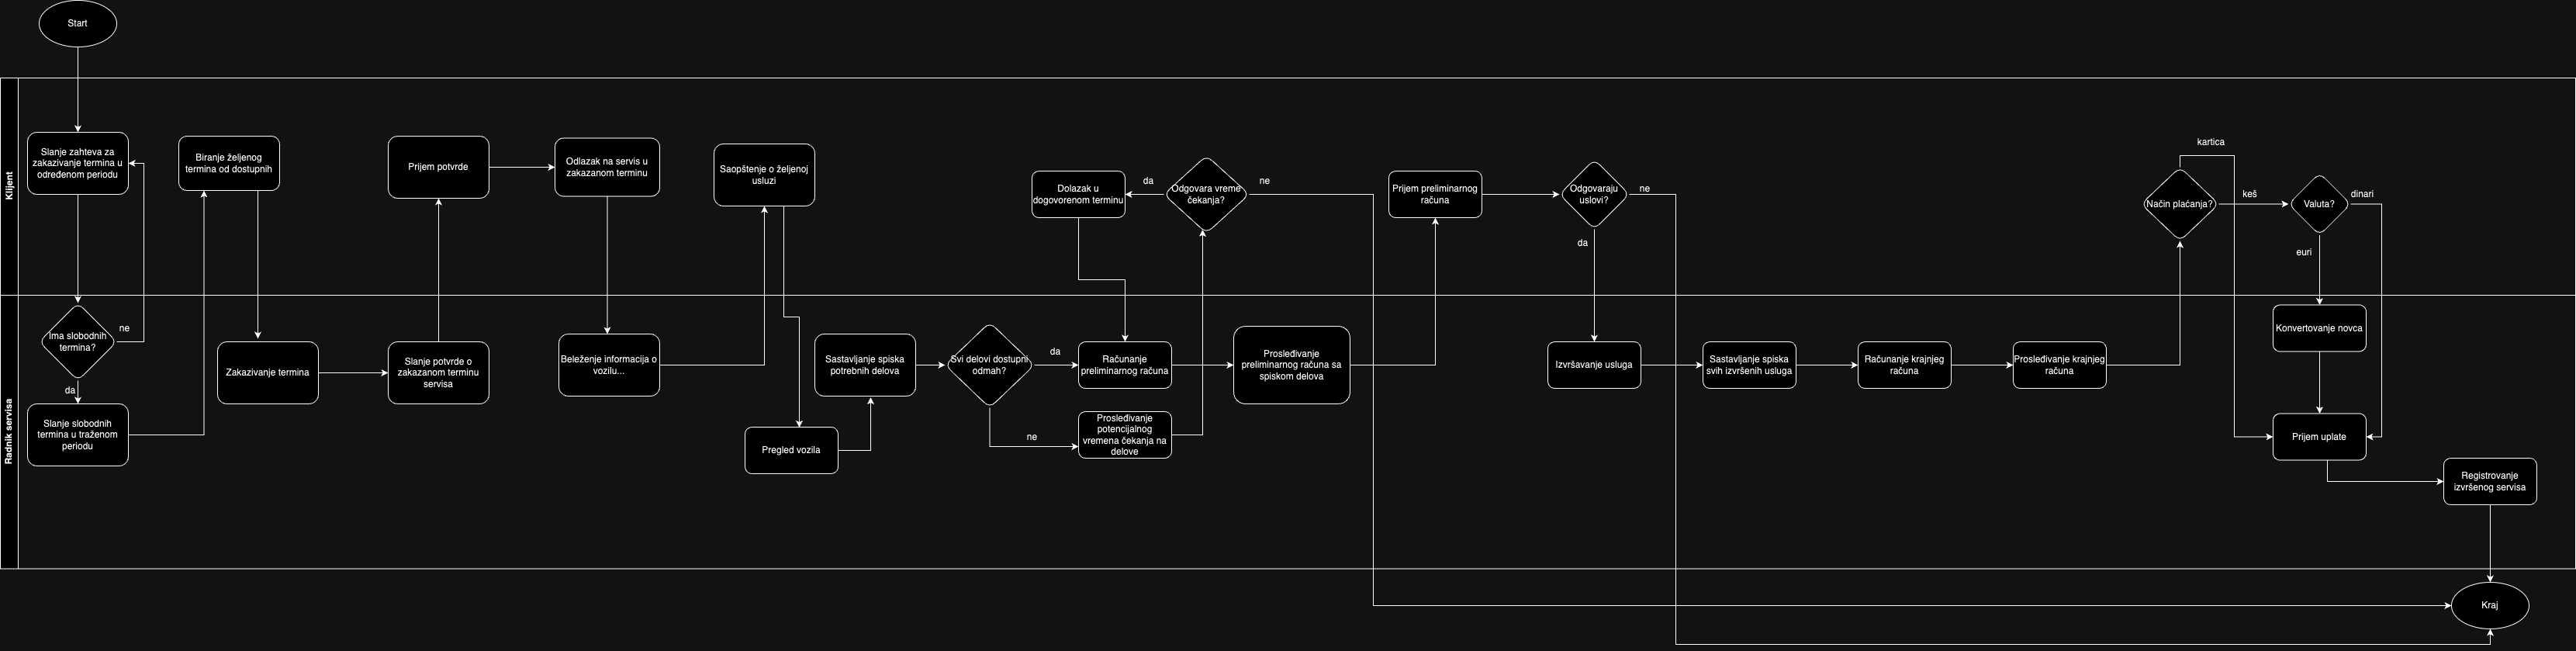 Start
Klijent
Slanje zahteva za
zakazivanje termina u
određenom periodu
Biranje željenog
termina od dostupnih
Prijem potvrde
Odlazak na servis u
zakazanom terminu
Saopštenje o željenoj
usluzi
Dolazak u
dogovorenom terminu
da
Odgovara vreme
čekanja?
ne
Prijem preliminarnog
računa
Odgovaraju
uslovi?
ne
da
kartica
Način plaćanja?
keš
Valuta?
dinari
euri
Radnik servisa
Ima slobodnih
termina?
ne
da
Slanje slobodnih
termina u traženom
periodu
Zakazivanje termina
Slanje potvrde o
zakazanom terminu
servisa
Beleženje informacija o
vozilu...
Pregled vozila
Sastavljanje spiska
potrebnih delova
Svi delovi dostupni
odmah?
da
ne
Računanje
preliminarnog računa
Prosleđivanje
potencijalnog
vremena čekanja na
delove
Prosleđivanje
preliminarnog računa sa
spiskom delova
Izvršavanje usluga
Sastavljanje spiska
svih izvršenih usluga
Računanje krajnjeg
računa
Prosleđivanje krajnjeg
računa
Konvertovanje novca
Prijem uplate
Registrovanje
izvršenog servisa
Kraj